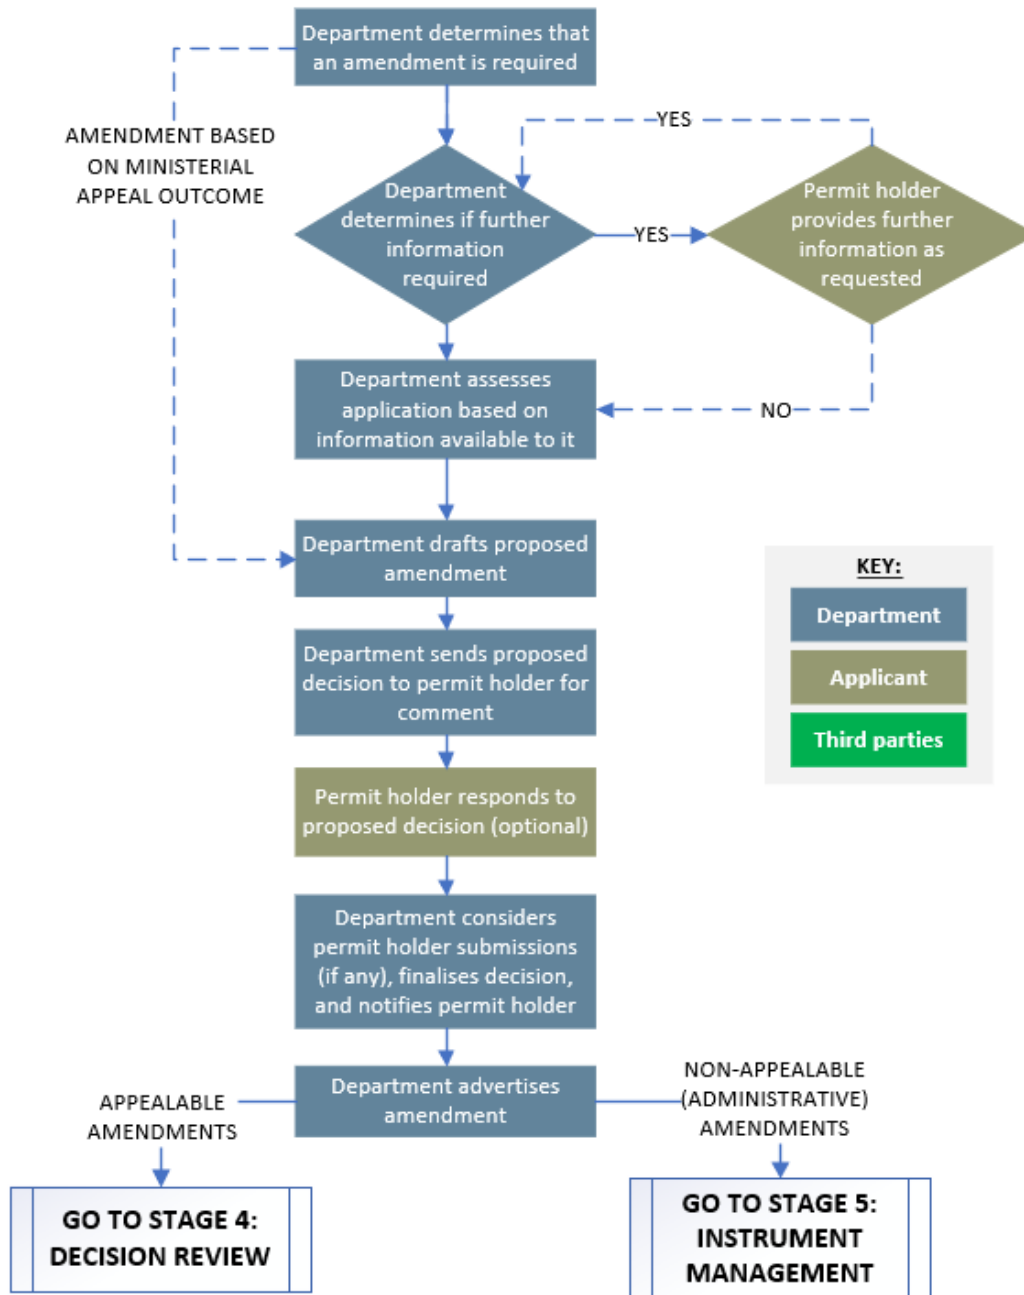 Department determines that
an amendment is required
AMENDMENT BASED
ON MINISTERIAL
APPEAL OUTCOME
YES
Department
determines if further
information
required
YES
Permit holder
provides further
information as
requested
Department assesses
application based on
information available to it
NO
Department drafts proposed
amendment
KEY:
Department
Applicant
Third parties
Department sends proposed
decision to permit holder for
comment
Permit holder responds to
proposed decision (optional)
Department considers
permit holder submissions
(if any), finalises decision,
and notifies permit holder
Department advertises
amendment
APPEALABLE
AMENDMENTS
NON-APPEALABLE
(ADMINISTRATIVE)
AMENDMENTS
GO TO STAGE 4:
DECISION REVIEW
GO TO STAGE 5:
INSTRUMENT
MANAGEMENT